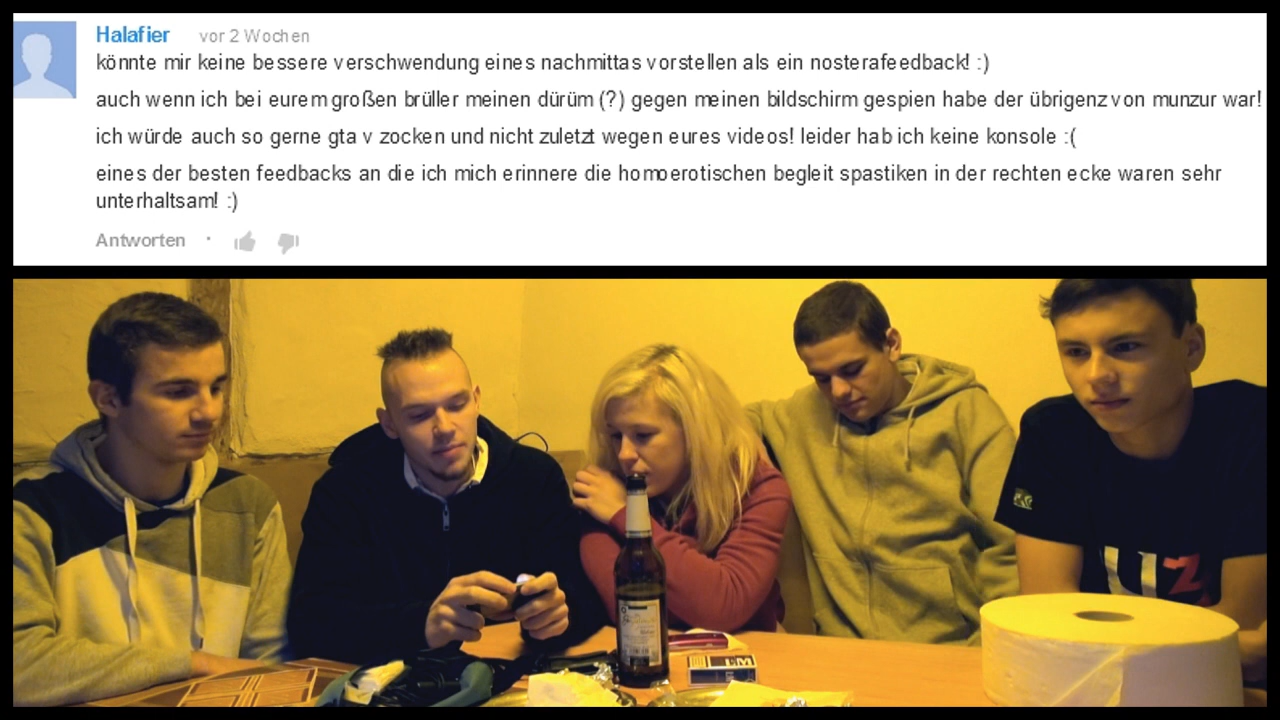 Halafier vor 2 Wochen
könnte mir keine bessere verschwendung eines nachmittas vorstellen als ein nosterafeedback! :)
auch wenn ich bei eurem großen brüller meinen dürüm (?) gegen meinen bildschirm gespien habe der übrigenz von munzur war!
ich würde auch so gerne gta v zocken und nicht zuletzt wegen eures videos! leider hab ich keine konsole :(
eines der besten feedbacks an die ich mich erinnere die homoerotischen begleit spastiken in der rechten ecke waren sehr
unterhaltsam! :)
Antworten ·
L&M